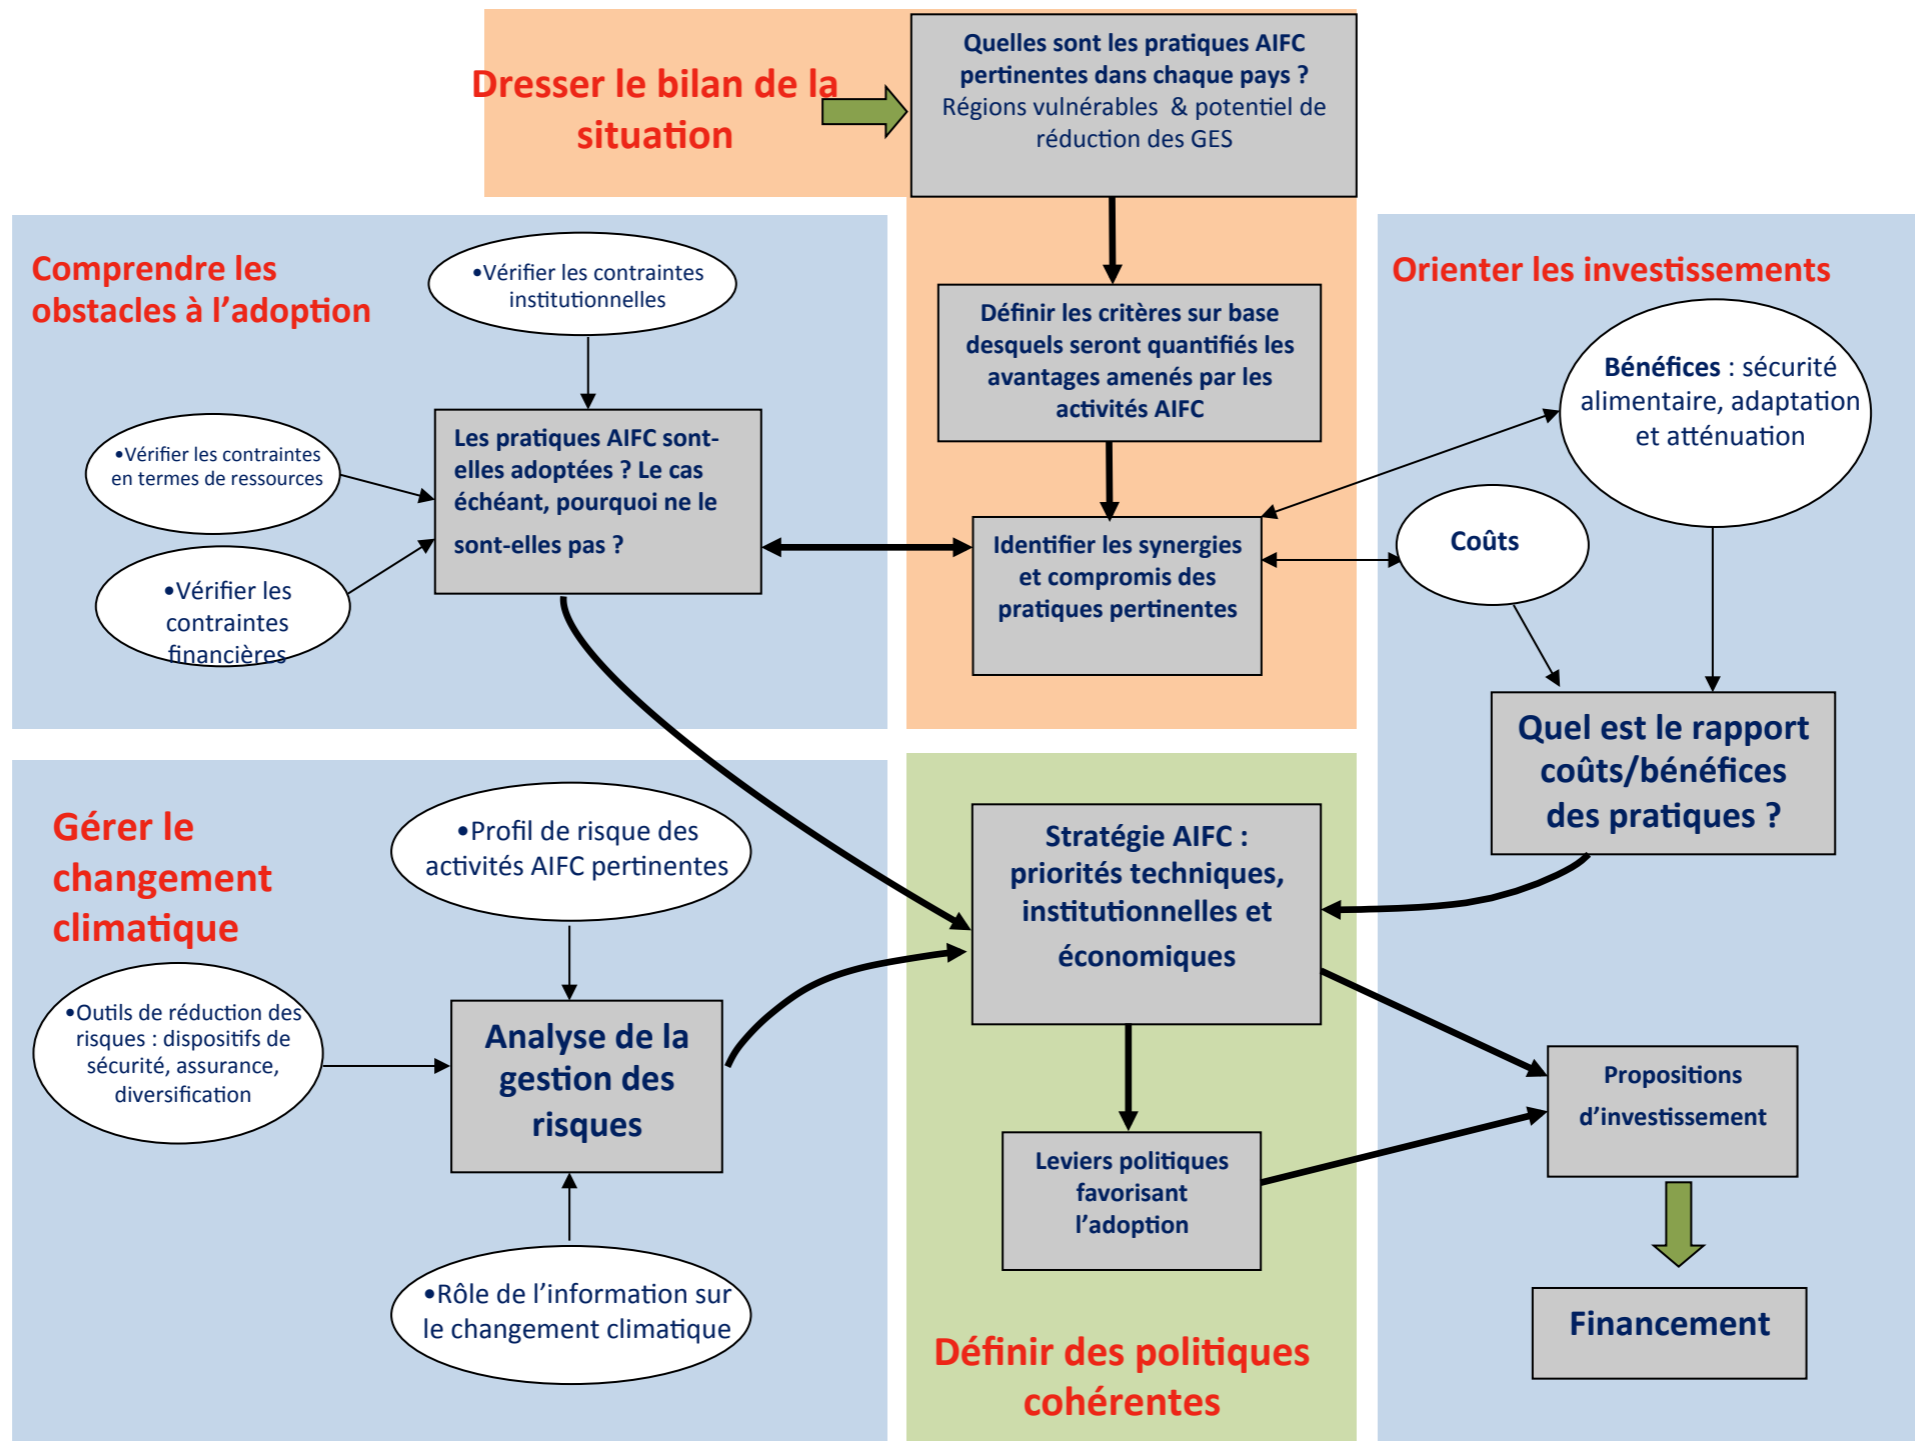 Dresser le bilan de la
situation
Quelles sont les pratiques AIFC
pertinentes dans chaque pays ?
Régions vulnérables & potentiel de
réduction des GES
Comprendre les
obstacles à l’adoption
•Vérifier les contraintes
institutionnelles
•Vérifier les contraintes
en termes de ressources
•Vérifier les
contraintes
financières
Les pratiques AIFC sont-
elles adoptées ? Le cas
échéant, pourquoi ne le
sont-elles pas ?
Définir les critères sur base
desquels seront quantifiés les
avantages amenés par les
activités AIFC
Identifier les synergies
et compromis des
pratiques pertinentes
Orienter les investissements
Bénéfices : sécurité
alimentaire, adaptation
et atténuation
Coûts
Quel est le rapport
coûts/bénéfices
des pratiques ?
Gérer le
changement
climatique
•Profil de risque des
activités AIFC pertinentes
•Outils de réduction des
risques : dispositifs de
sécurité, assurance,
diversification
Analyse de la
gestion des
risques
•Rôle de l’information sur
le changement climatique
Stratégie AIFC :
priorités techniques,
institutionnelles et
économiques
Leviers politiques
favorisant
l’adoption
Définir des politiques
cohérentes
Propositions
d’investissement
Financement